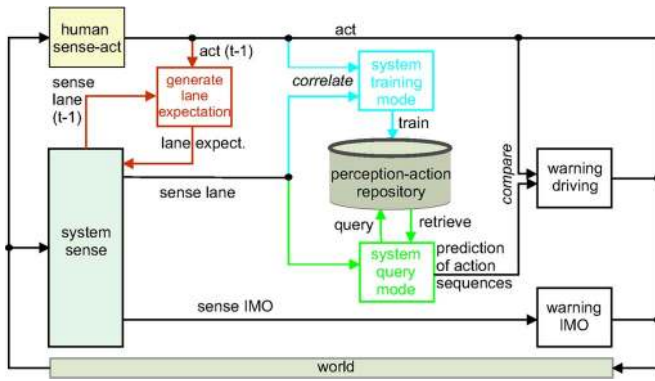 human
sense-act
act
act (t-1)
sense
lane
(t-1)
generate
lane
expectation
correlate
system
training
mode
lane expect.
train
perception-action
repository
sense lane
system
sense
query
retrieve
system
query
mode
prediction
of action
sequences
compare
warning
driving
sense IMO
warning
IMO
world